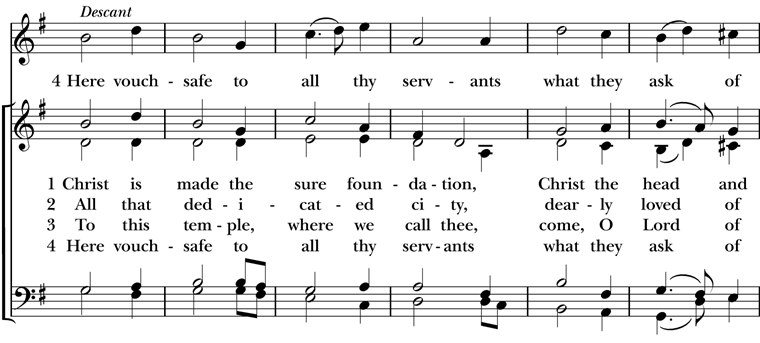 Descant
4 Here vouch - safe to all thy serv - ants what they ask of
1 Christ is made the sure foun - da - tion, Christ the head and
2 All that ded - i - cat - ed ci - ty, dear - ly loved of
3 To this tem - ple, where we call thee, come, O Lord of
4 Here vouch - safe to all thy serv - ants what they ask of